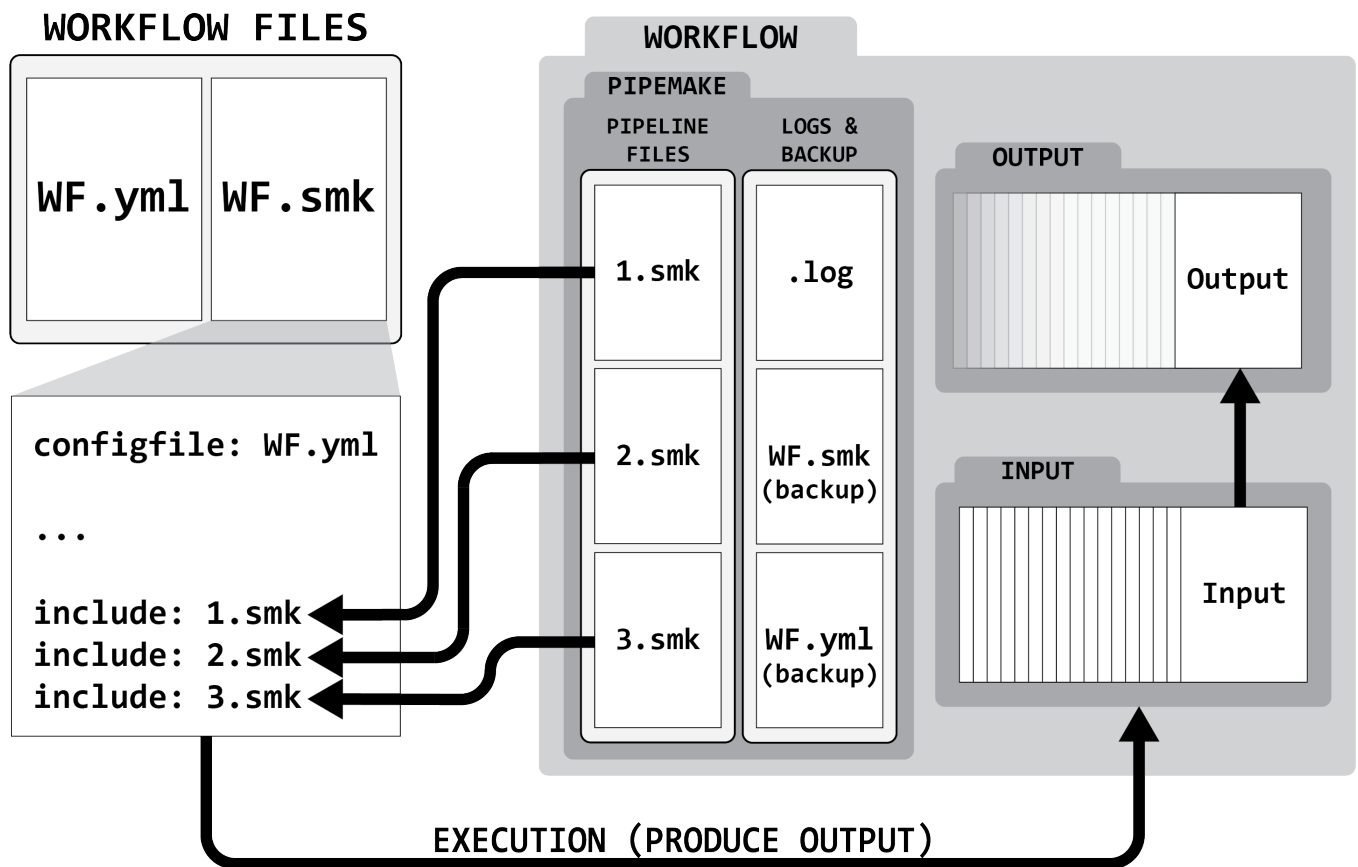 WORKFLOW FILES
WF.yml
WF.smk
configfile: WF.yml
...
include: 1.smk
include: 2.smk
include: 3.smk
WORKFLOW
PIPEMAKE
PIPELINE
FILES
1.smk
2.smk
3.smk
LOGS &
BACKUP
.log
WF.smk
(backup)
WF.yml
(backup)
OUTPUT
Output
INPUT
Input
EXECUTION (PRODUCE OUTPUT)